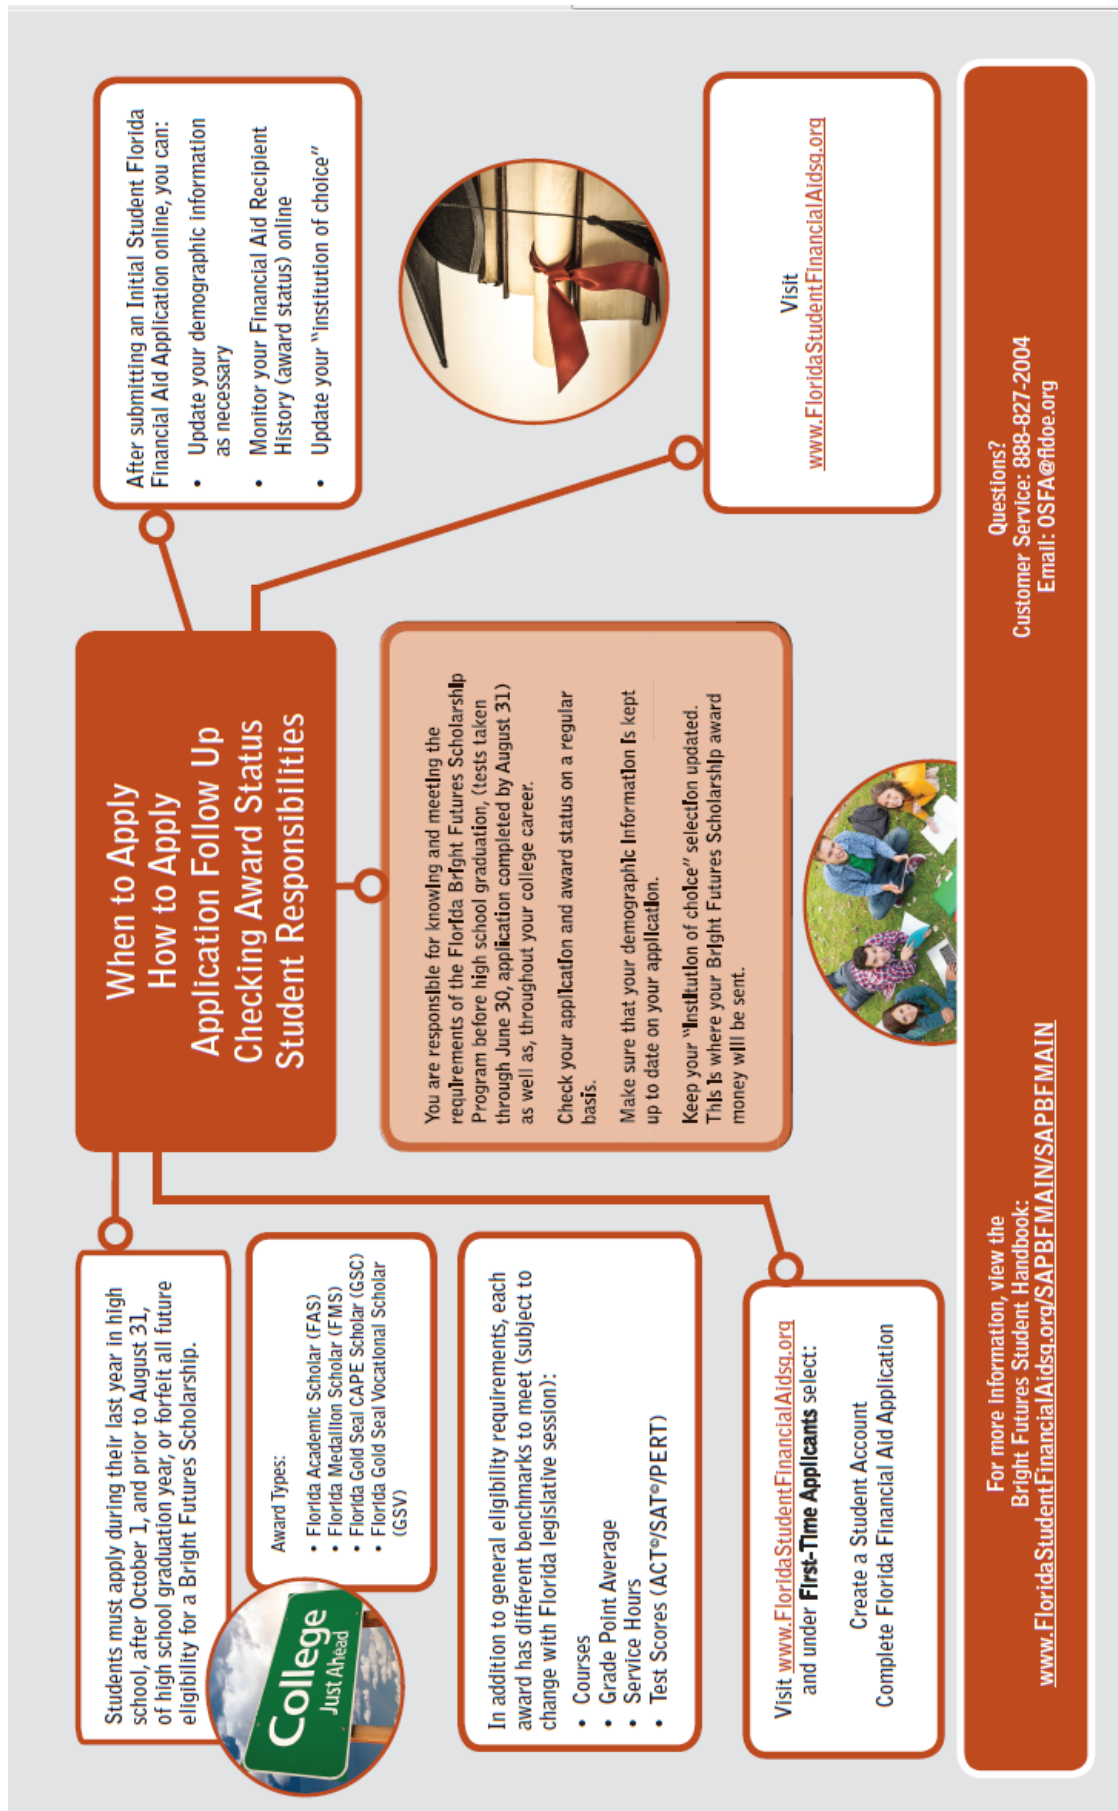 When to Apply
How to Apply
Application Follow Up
Checking Award Status
Student Responsibilities
Students must apply during their last year in high
school, after October 1, and prior to August 31,
of high school graduation year, or forfeit all future
eligibility for a Bright Futures Scholarship.
College
Just Ahead
Award Types:
• Florida Academic Scholar (FAS)
• Florida Medallion Scholar (FMS)
• Florida Gold Seal CAPE Scholar (GSC)
• Florida Gold Seal Vocational Scholar
(GSV)
In addition to general eligibility requirements, each
award has different benchmarks to meet (subject to
change with Florida legislative session):
• Courses
• Grade Point Average
• Service Hours
• Test Scores (ACT®/SAT®/PERT)
Visit www.FloridaStudentFinancialAidsg.org
and under First-Time Applicants select:
Create a Student Account
Complete Florida Financial Aid Application
You are responsible for knowing and meeting the
requirements of the Florida Bright Futures Scholarship
Program before high school graduation, (tests taken
through June 30, application completed by August 31)
as well as, throughout your college career.
Check your application and award status on a regular
basis.
Make sure that your demographic information is kept
up to date on your application.
Keep your “institution of choice” selection updated.
This is where your Bright Futures Scholarship award
money will be sent.
After submitting an Initial Student Florida
Financial Aid Application online, you can:
• Update your demographic information
as necessary
• Monitor your Financial Aid Recipient
History (award status) online
• Update your “institution of choice”
Visit
www.FloridaStudentFinancialAidsg.org
For more information, view the
Bright Futures Student Handbook:
www.FloridaStudentFinancialAidsg.org/SAPBFMAIN/SAPBFMAIN
Questions?
Customer Service: 888-827-2004
Email: OSFA@fldoe.org